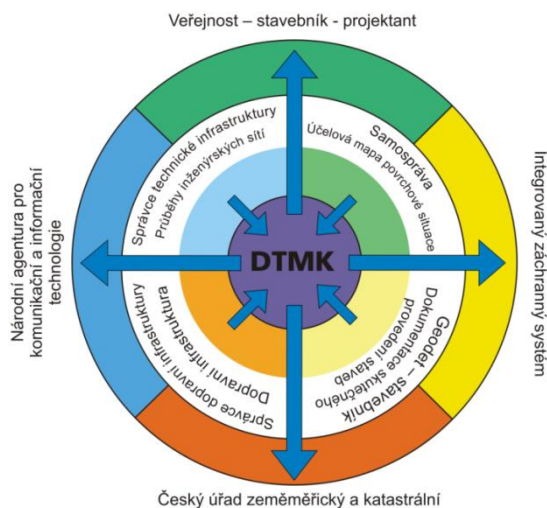 Veřejnost – stavebník - projektant
Správce technické infrastruktury
Průběhy inženýrských sítí
Samospráva
Účelová mapa povrchové situace
Národní agentura pro
komunikační a informační
technologie
DTMK
Integrovaný záchranný systém
Dopravní infrastruktura
Správce dopravní infrastruktury
Dokumentace skutečného
provedení staveb
Geodet – stavebník
Český úřad zeměměřický a katastrální